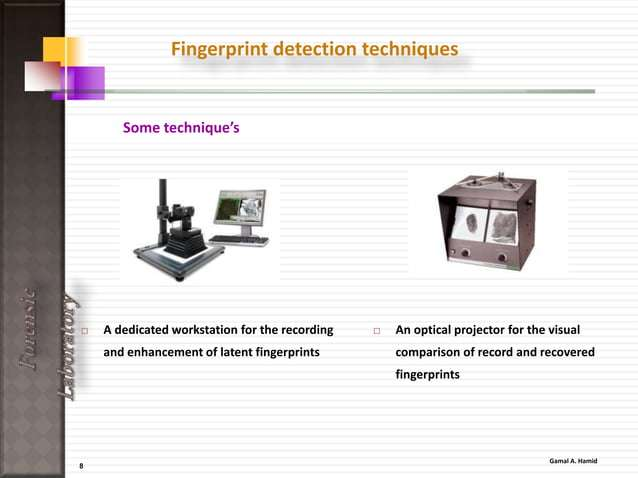 Fingerprint detection techniques
Some technique’s
A dedicated workstation for the recording
and enhancement of latent fingerprints
An optical projector for the visual
comparison of record and recovered
fingerprints
Forensic
Laboratory
Gamal A. Hamid
8